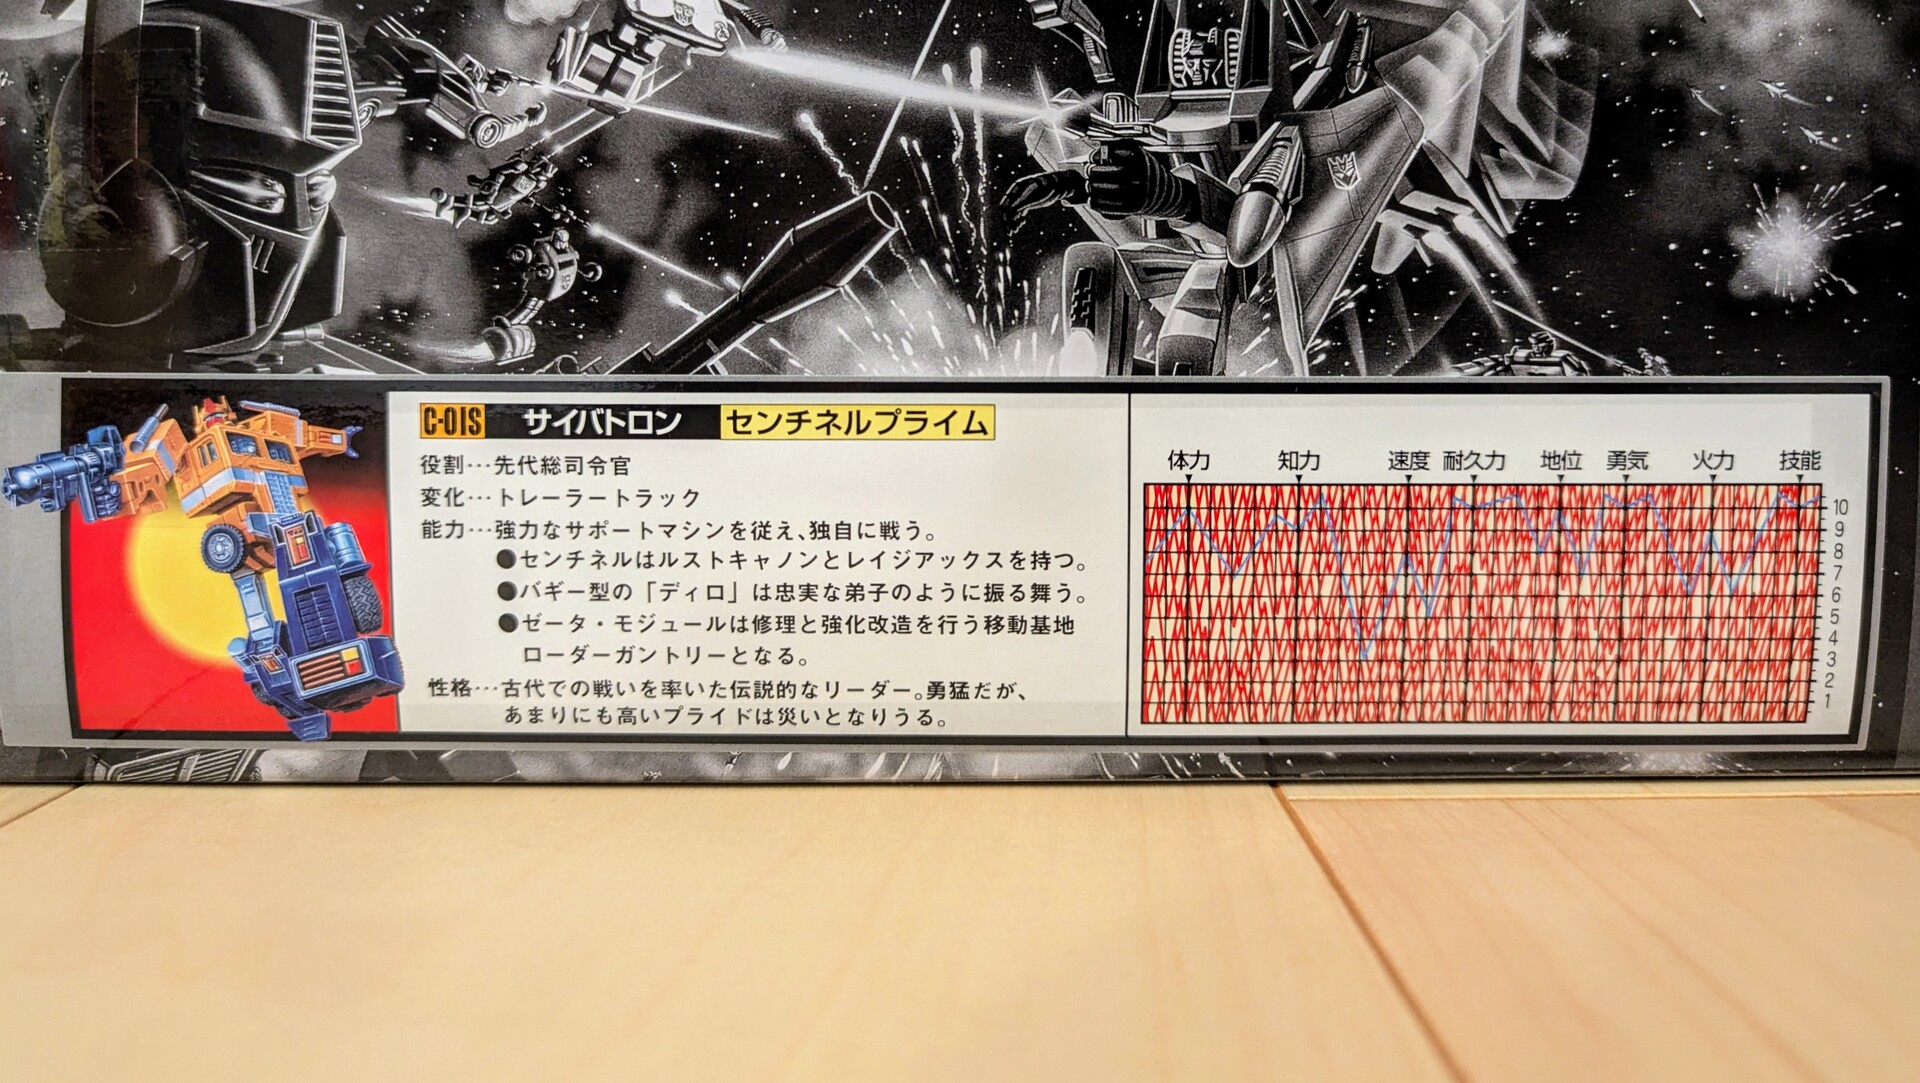 C-01S サイバトロン センチネルプライム
役割…先代総司令官
変化…トレーラートラック
能力…強力なサポートマシンを従え、独自に戦う。
●センチネルはルストキャノンとレイジアックスを持つ。
●バギー型の「ディロ」は忠実な弟子のように振る舞う。
●ゼータ・モジュールは修理と強化改造を行う移動基地
ローダーガントリーとなる。
性格…古代での戦いを率いた伝説的なリーダー。勇猛だが、
あまりにも高いプライドは災いとなりうる。
体力 知力 速度 耐久力 地位 勇気 火力 技能
10
9
8
7
6
5
4
3
2
1